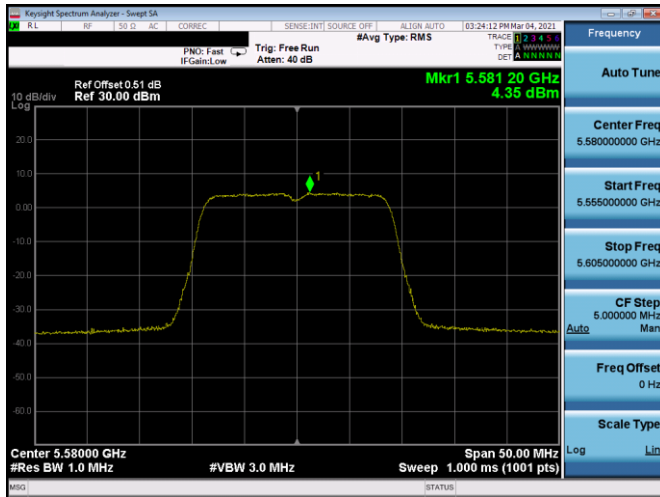 Keysight Spectrum Analyzer - Swept SA
RL RF 50 Ω AC CORREC SENSE:INT SOURCE OFF ALIGN AUTO 03:24:12 PM Mar 04, 2021
#Avg Type: RMS
TRACE 1 2 3 4 5 6
TYPE A WWWWW
DET A N N N N N
PNO: Fast
IFGain:Low
Trig: Free Run
Atten: 40 dB
Mkr1 5.581 20 GHz
4.35 dBm
Ref Offset 0.51 dB
Ref 30.00 dBm
10 dB/div
Log
20.0
10.0
0.00
-10.0
-20.0
-30.0
-40.0
-50.0
-60.0
1
Center 5.58000 GHz
#Res BW 1.0 MHz
#VBW 3.0 MHz
Span 50.00 MHz
Sweep 1.000 ms (1001 pts)
MSG
STATUS
Frequency
Auto Tune
Center Freq
5.580000000 GHz
Start Freq
5.555000000 GHz
Stop Freq
5.605000000 GHz
CF Step
5.000000 MHz
Auto Man
Freq Offset
0 Hz
Scale Type
Log Lin